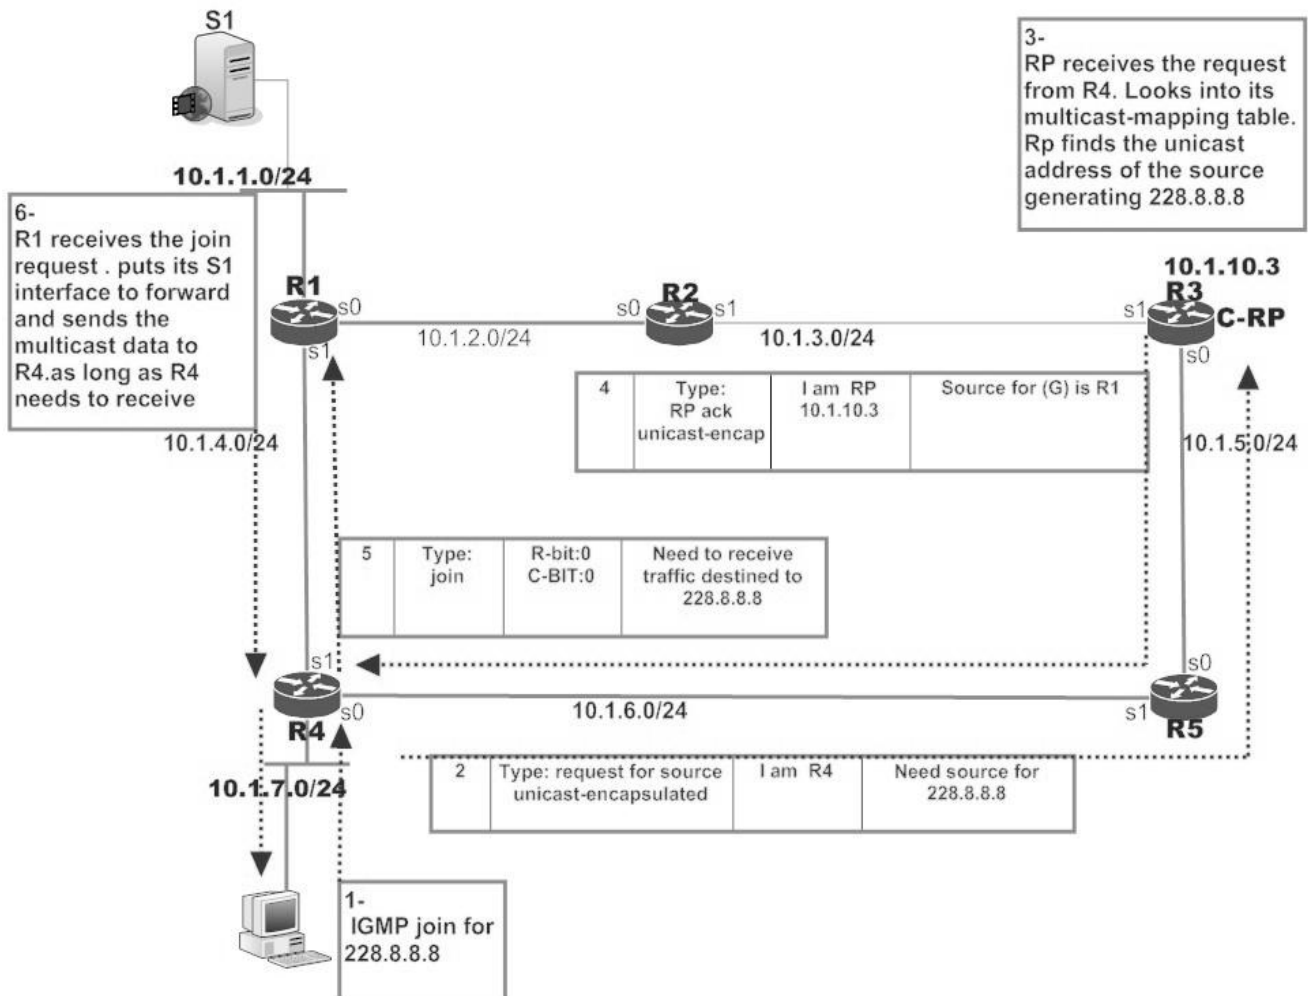 S1
3-
RP receives the request
from R4. Looks into its
multicast-mapping table.
Rp finds the unicast
address of the source
generating 228.8.8.8
10.1.1.0/24
6-
R1 receives the join
request . puts its S1
interface to forward
and sends the
multicast data to
R4.as long as R4
needs to receive
10.1.10.3
R1
R2
R3
s0
s0
s1
s1
C-RP
10.1.2.0/24
10.1.3.0/24
s1
s0
4
Type:
RP ack
unicast-encap
I am RP
10.1.10.3
Source for (G) is R1
10.1.4.0/24
10.1.5.0/24
5
Type:
join
R-bit:0
C-BIT:0
Need to receive
traffic destined to
228.8.8.8
s1
s0
s0
10.1.6.0/24
s1
R4
R5
2
Type: request for source
unicast-encapsulated
I am R4
Need source for
228.8.8.8
10.1.7.0/24
1-
IGMP join for
228.8.8.8